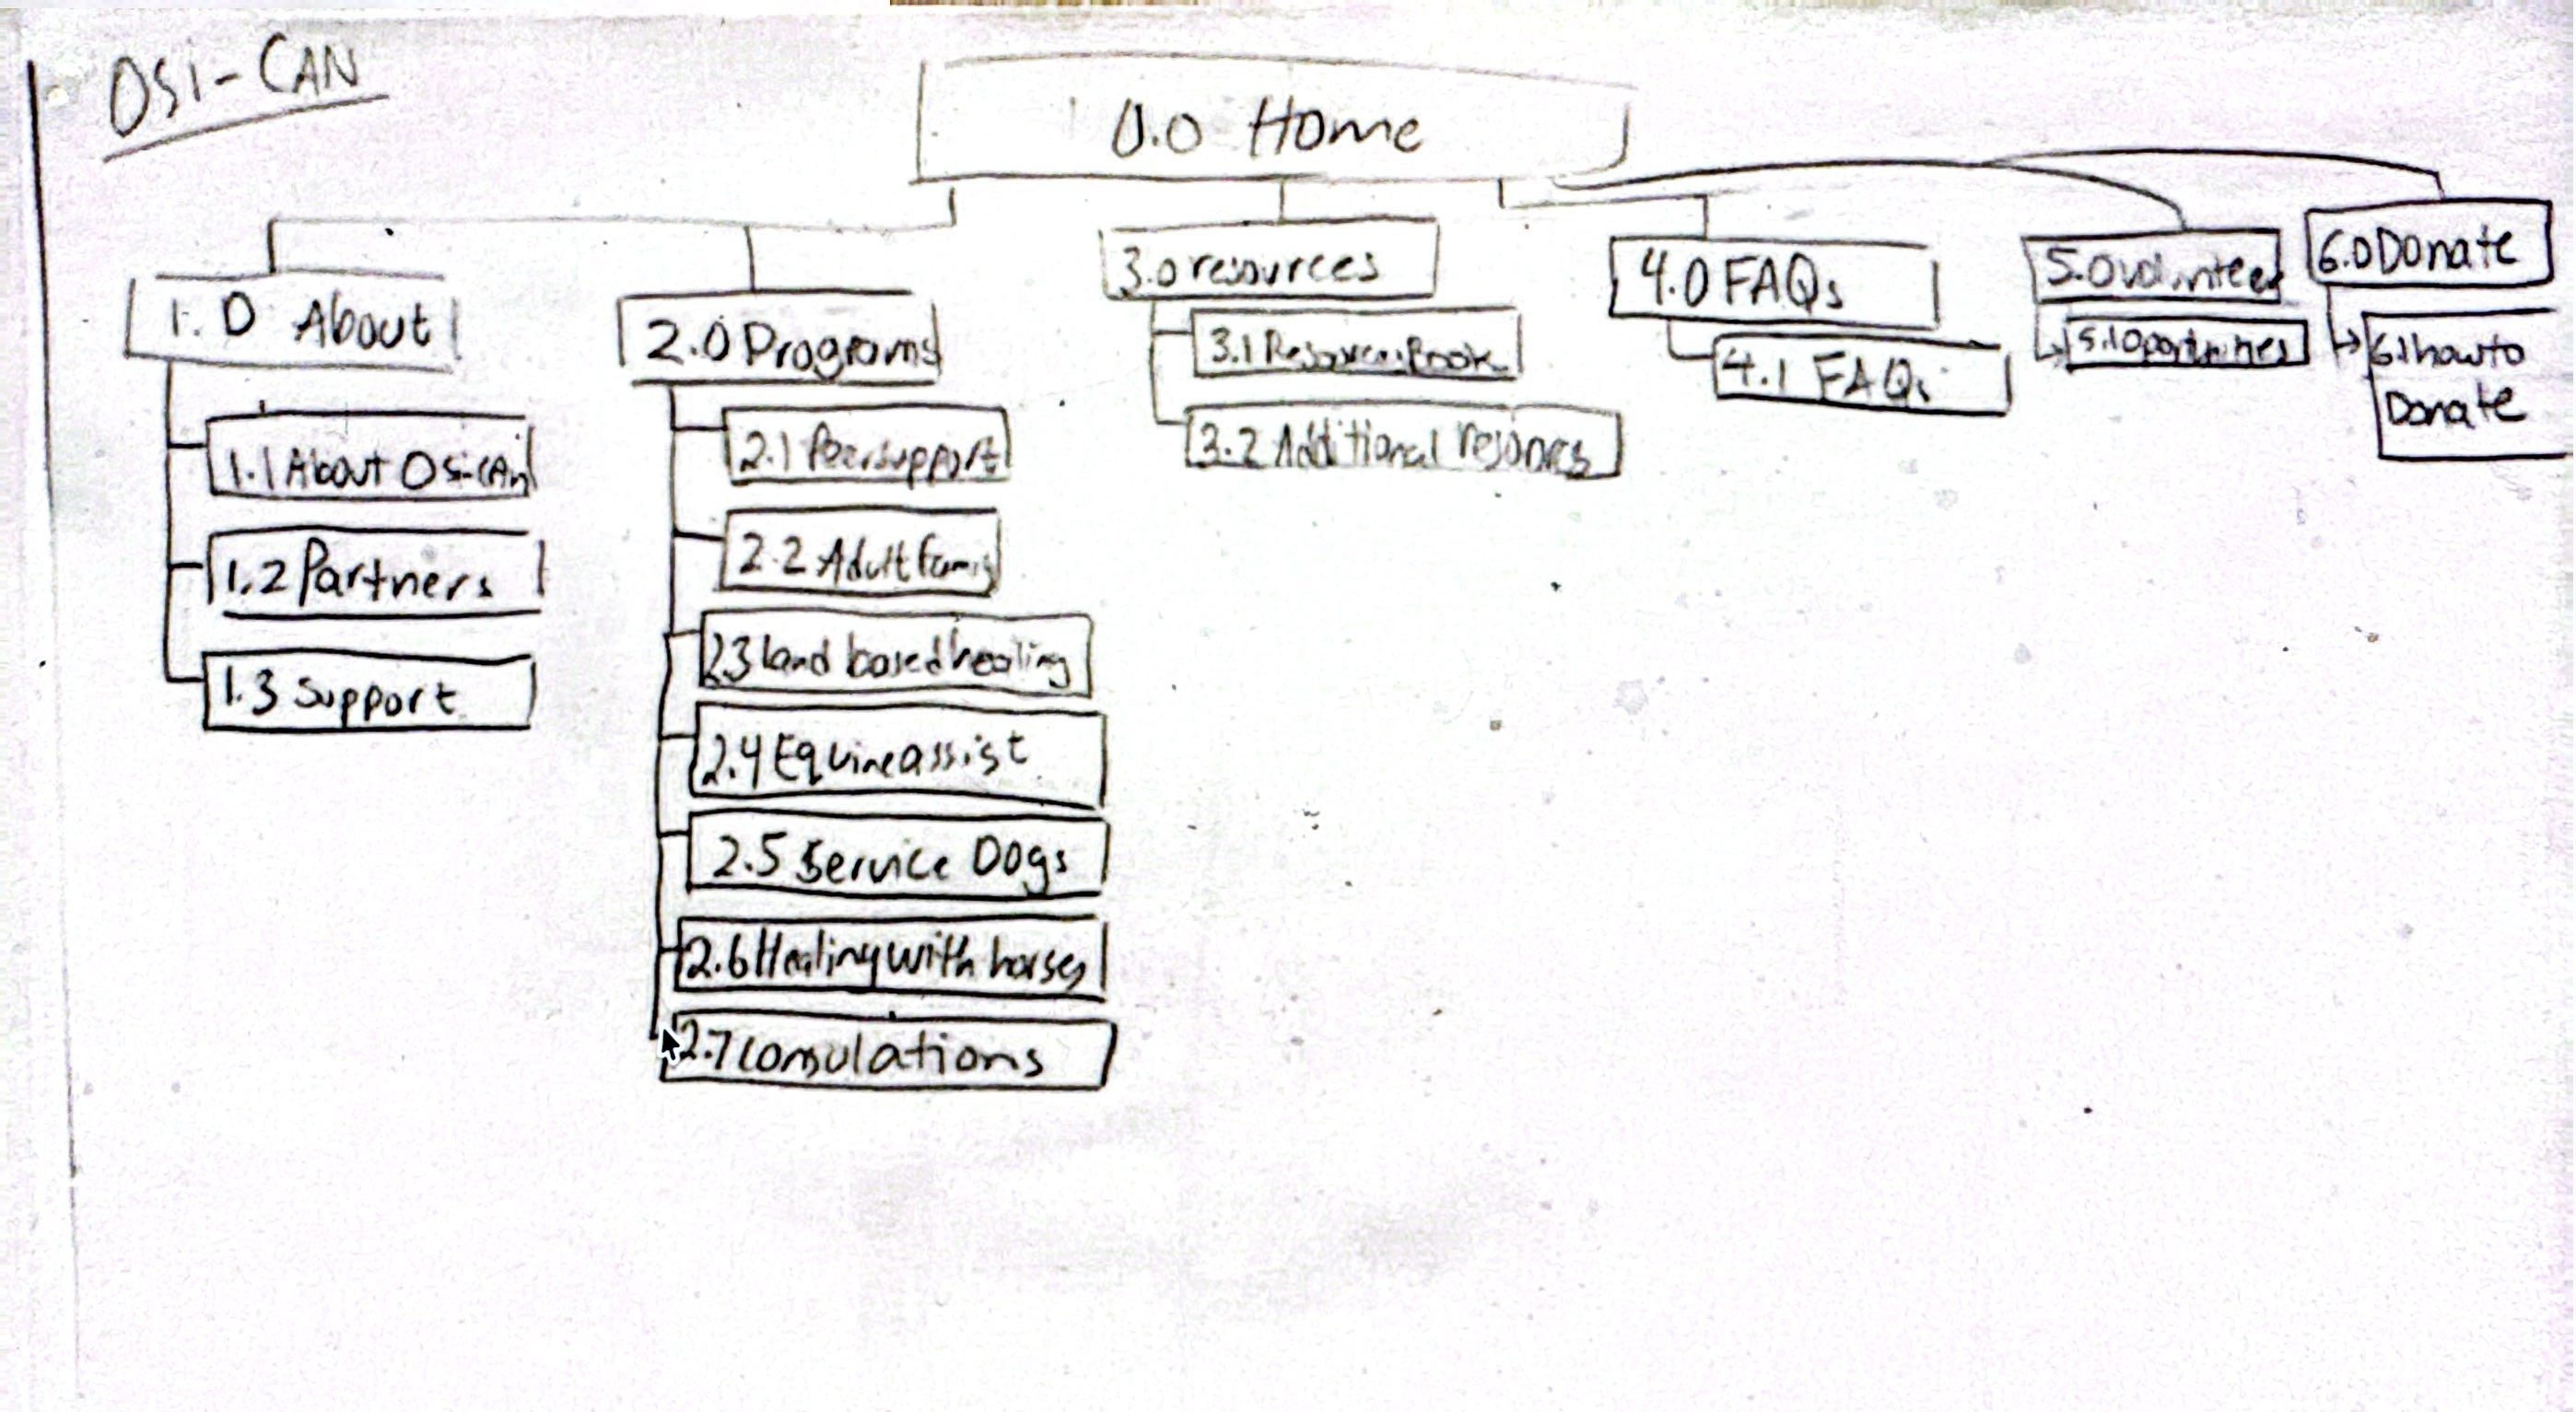 OSI-CAN
0.0 Home
1.0 About
1.1 About OSi-CAN
1.2 Partners
1.3 Support
2.0 Programs
2.1 Peer support
2.2 Adult Family
2.3 land based healing
2.4 Equine assist
2.5 Service Dogs
2.6 Healing with horses
2.7 consulations
3.0 resources
3.1 Resource Book
3.2 Additional
4.0 FAQs
4.1 FAQs
5.0 volunteer
5.1
6.0 Donate
6.1 how to
Donate